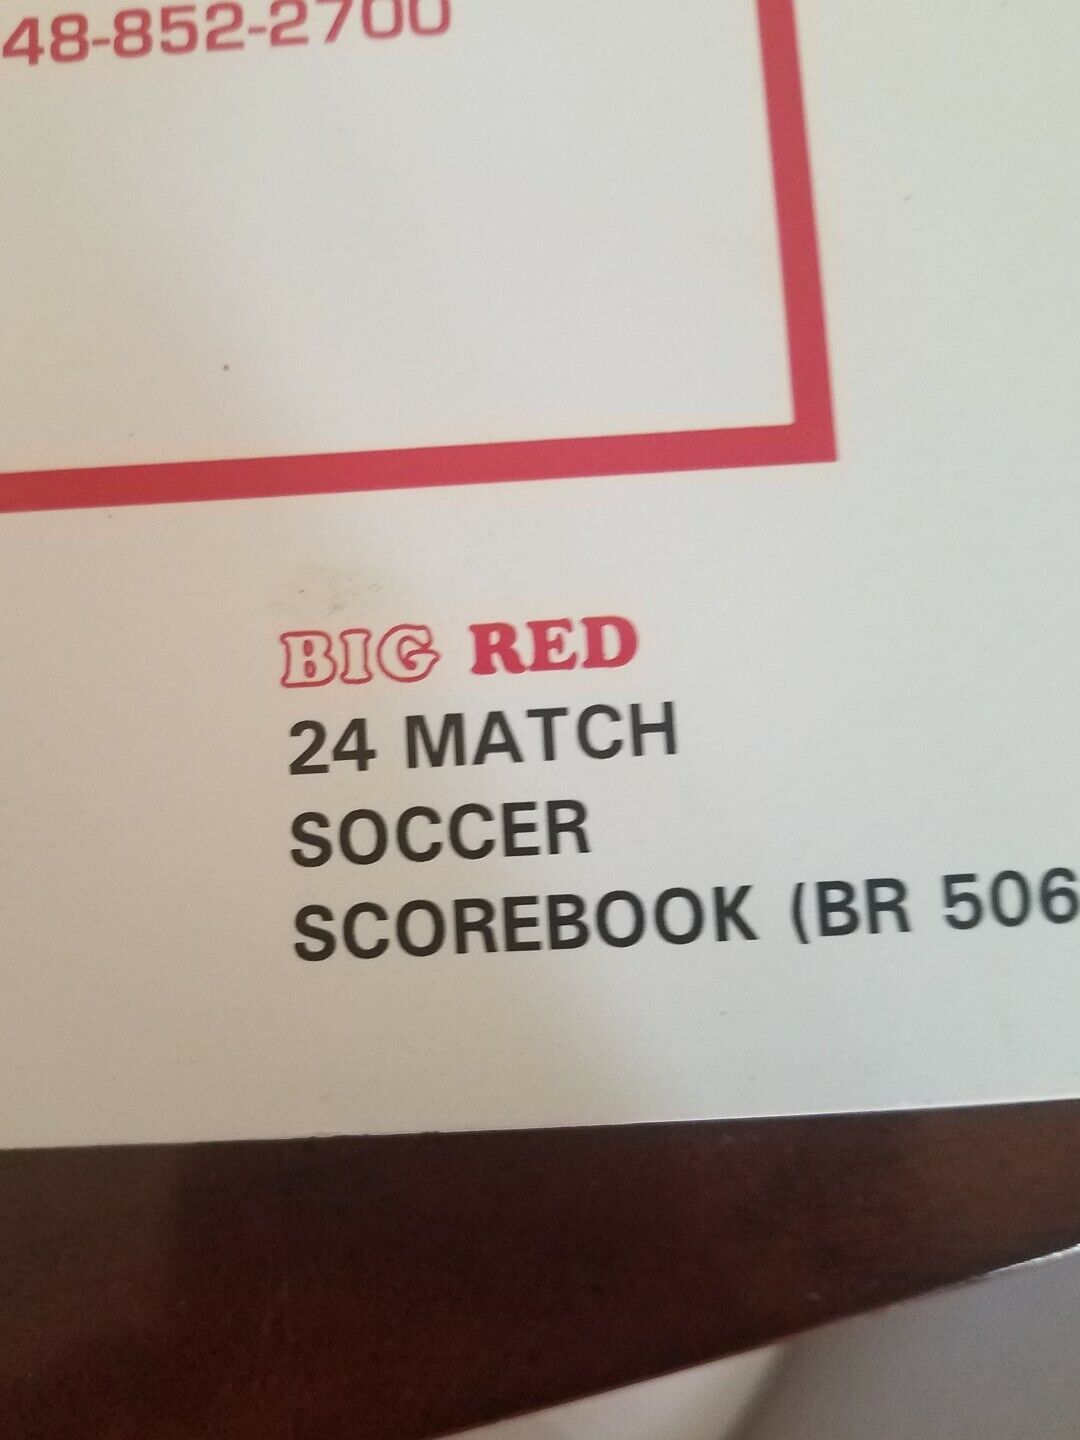 48-852-2700
BIG RED
24 MATCH
SOCCER
SCOREBOOK (BR 506